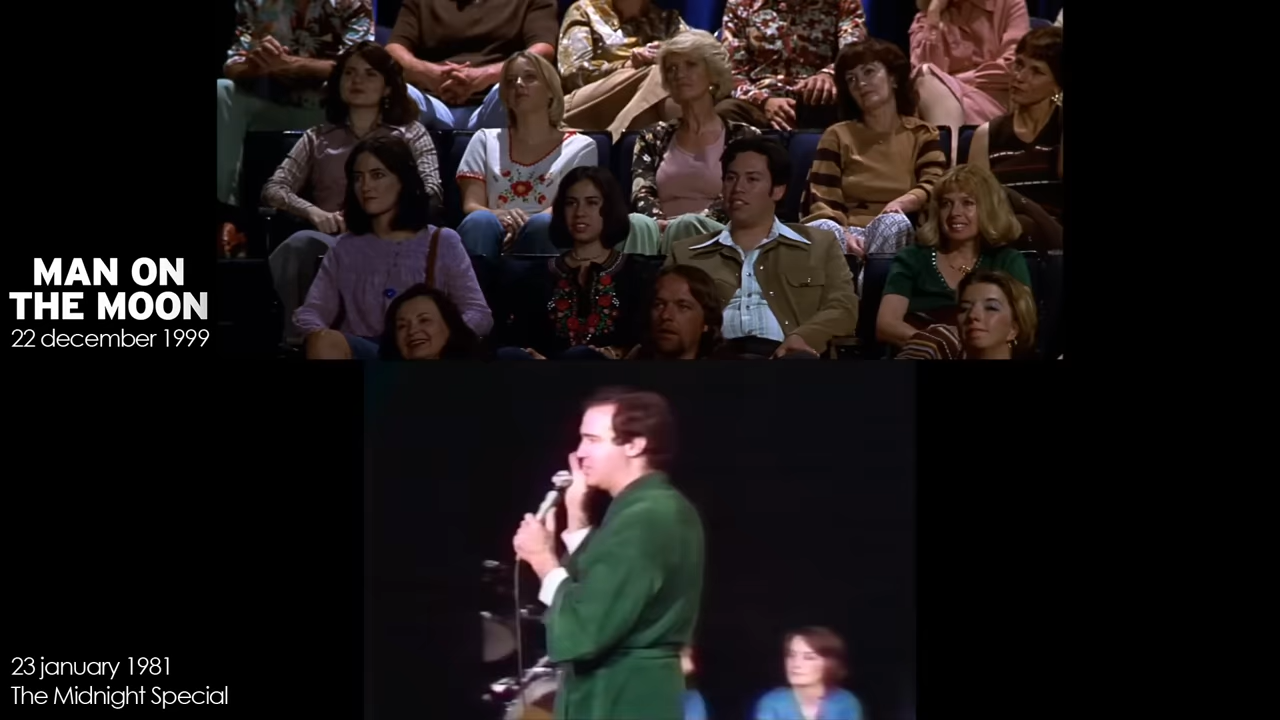 MAN ON
THE MOON
22 december 1999
23 january 1981
The Midnight Special